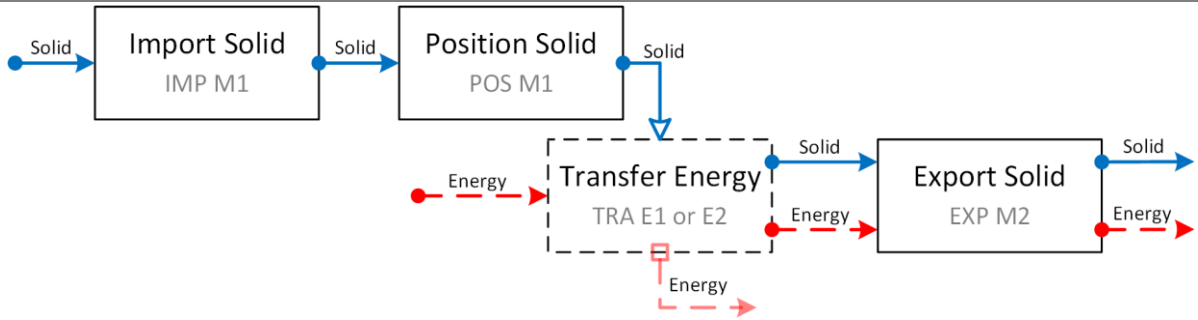 Solid
Import Solid
IMP M1
Solid
Position Solid
POS M1
Solid
Energy
Transfer Energy
TRA E1 or E2
Solid
Energy
Energy
Export Solid
EXP M2
Solid
Energy